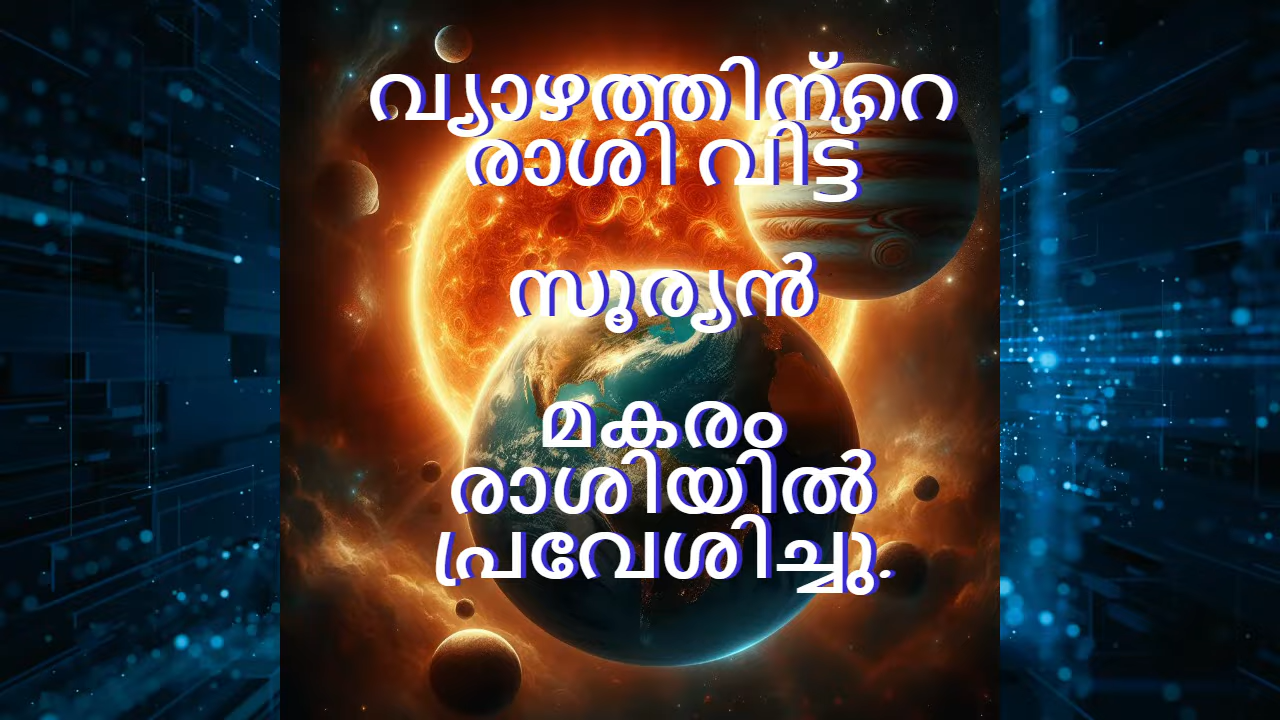 വ്യാഴത്തിന്റെ
രാശി വിട്ട്
സൂര്യൻ
മകരം
രാശിയിൽ
പ്രവേശിച്ചു.